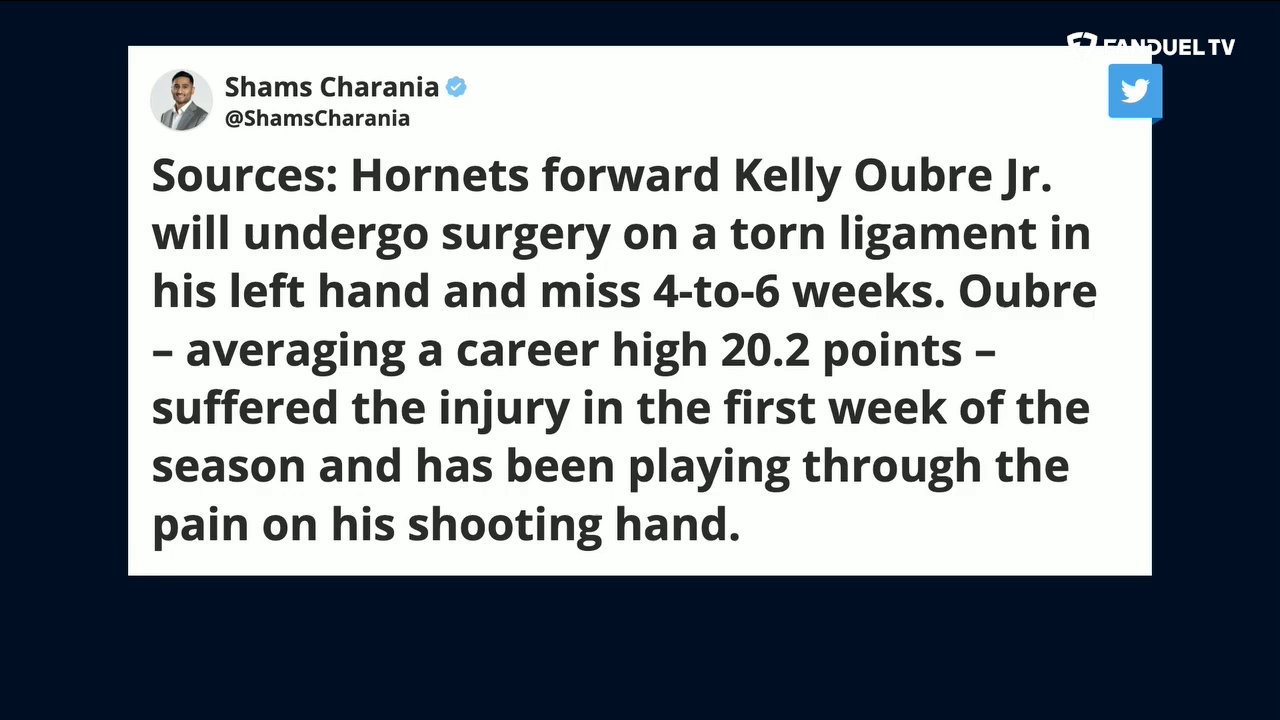 FANDUEL TV
Shams Charania
@ShamsCharania
Sources: Hornets forward Kelly Oubre Jr.
will undergo surgery on a torn ligament in
his left hand and miss 4-to-6 weeks. Oubre
– averaging a career high 20.2 points –
suffered the injury in the first week of the
season and has been playing through the
pain on his shooting hand.